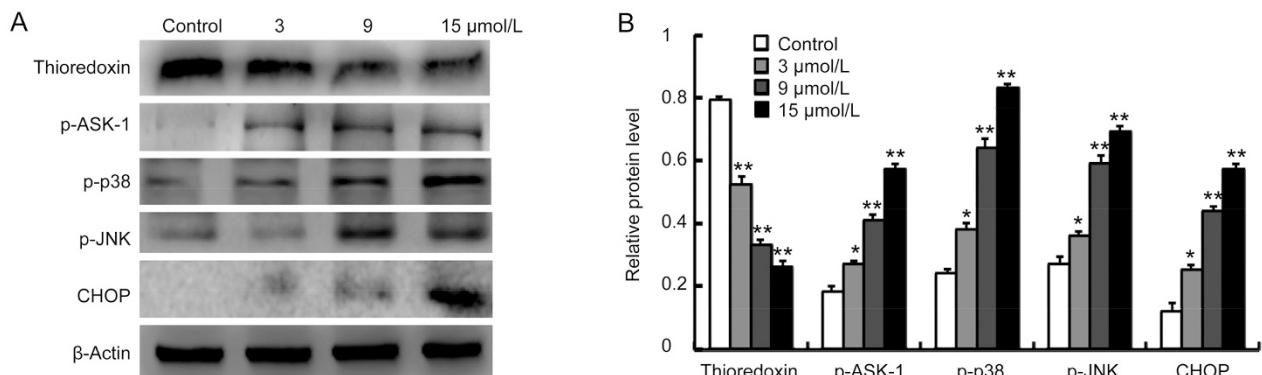 A
Control 3 9 15 μmol/L
Thioredoxin
p-ASK-1
p-p38
p-JNK
CHOP
β-Actin
B
Relative protein level
1
0.8
0.6
0.4
0.2
0
Control
3 μmol/L
9 μmol/L
15 μmol/L
** ** **
* ** **
* ** **
* ** **
* ** **
Thioredoxin p-ASK-1 p-p38 p-JNK CHOP